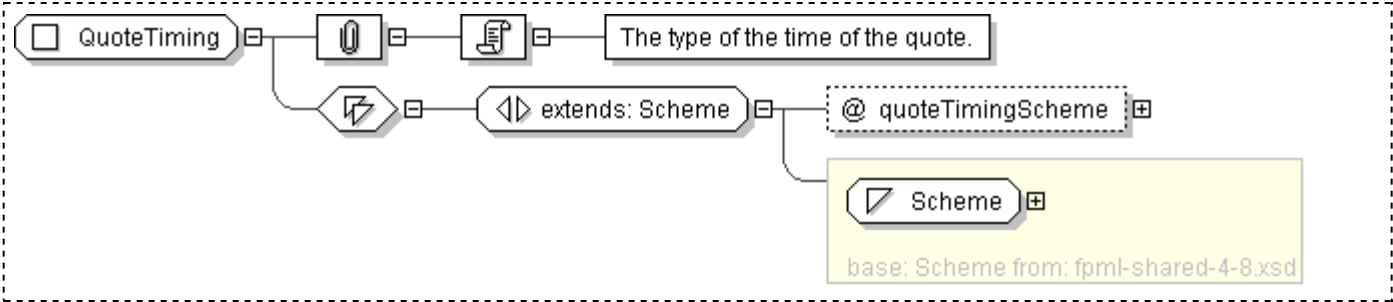 QuoteTiming
The type of the time of the quote.
extends: Scheme
@ quoteTimingScheme
Scheme
base: Scheme from: fpml-shared-4-8.xsd